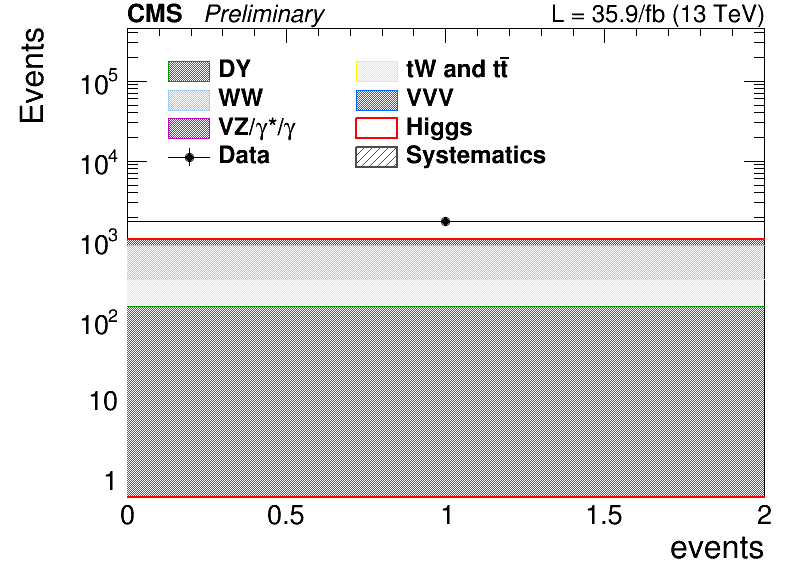 CMS Preliminary L = 35.9/fb (13 TeV)
Events
DY tW and tt̄
WW VVV
VZ/γ*/γ Higgs
Data Systematics
10⁵
10⁴
10³
10²
10
1
0 0.5 1 1.5 2
events